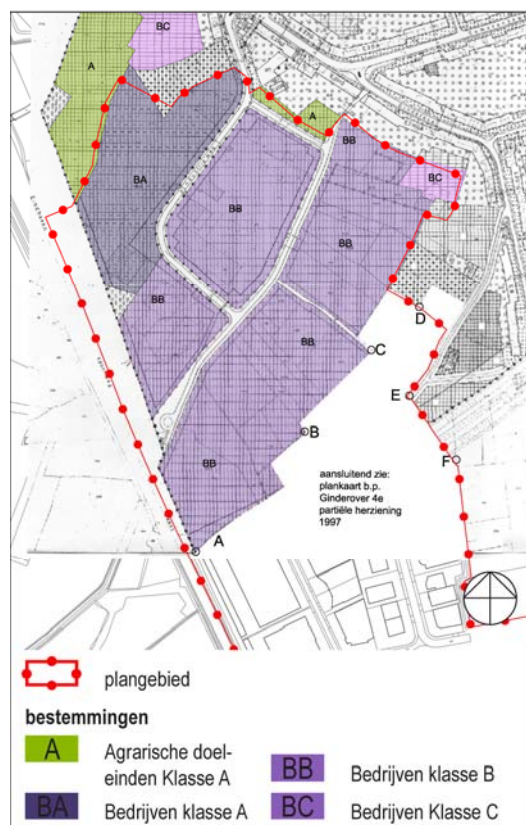 BC
A
A
BB
BA
BC
BB
BB
BB
D
C
BB
E
B
F
BB
aansluitend zie:
plankaart b.p.
Ginderover 4e
partiële herziening
1997
A
plangebied
bestemmingen
A Agrarische doel-
einden Klasse A
BB Bedrijven klasse B
BA Bedrijven klasse A
BC Bedrijven Klasse C